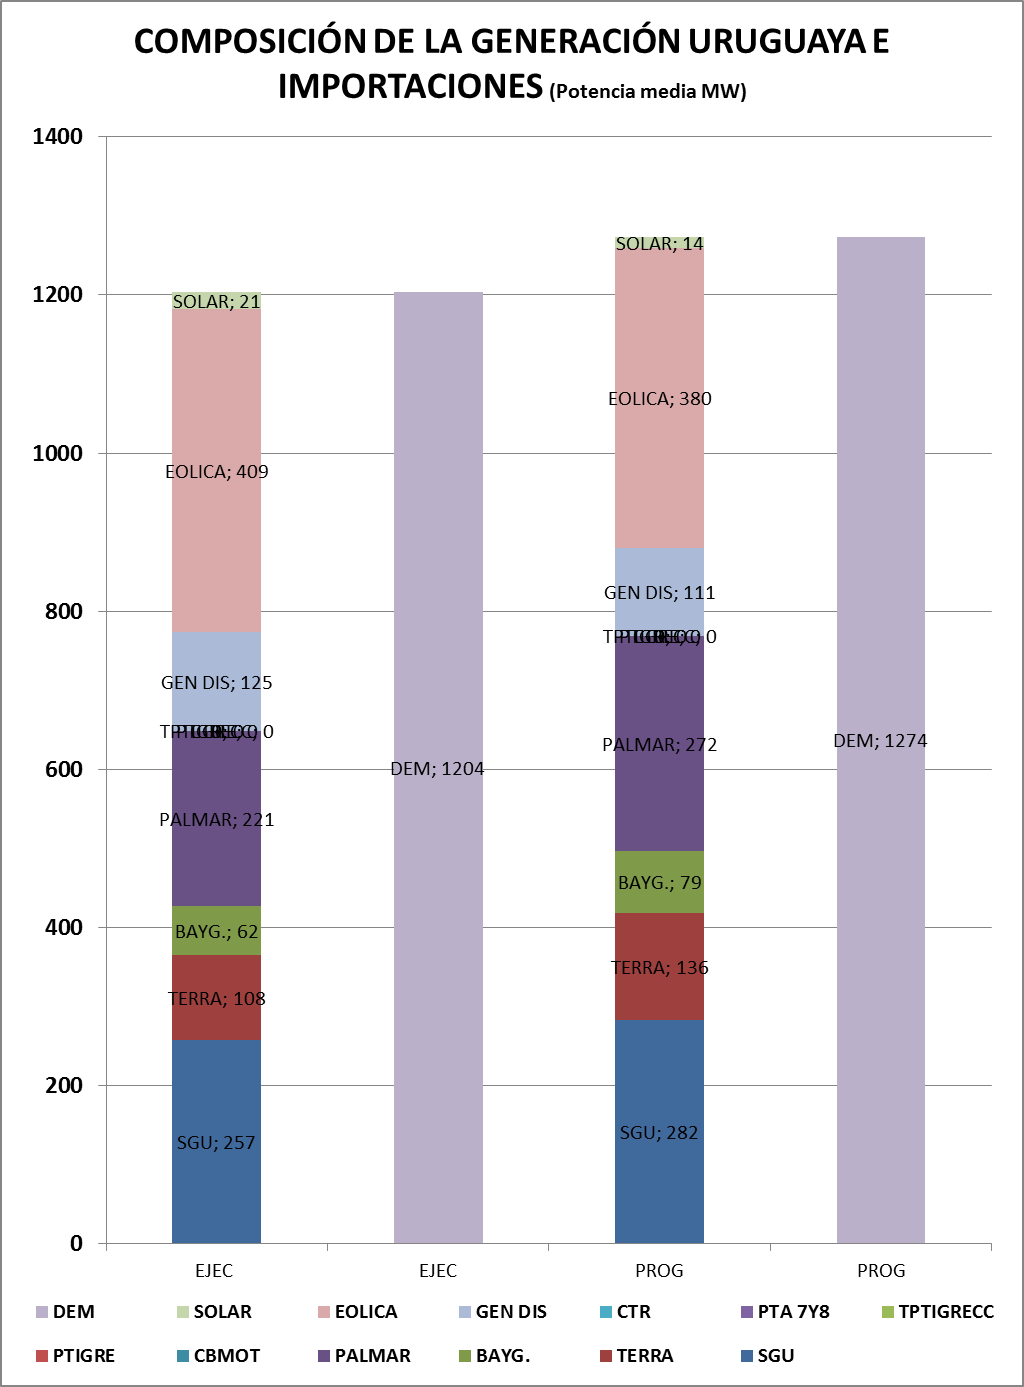 COMPOSICIÓN DE LA GENERACIÓN URUGUAYA E
IMPORTACIONES (Potencia media MW)
1400
1200
1000
800
600
400
200
0
SOLAR; 21
EOLICA; 409
GEN DIS; 125
PALMAR; 221
BAYG.; 62
TERRA; 108
SGU; 257
DEM; 1204
SOLAR; 14
EOLICA; 380
GEN DIS; 111
PALMAR; 272
BAYG.; 79
TERRA; 136
SGU; 282
DEM; 1274
EJEC EJEC PROG PROG
DEM SOLAR EOLICA GEN DIS CTR PTA 7Y8 TPTIGRECC
PTIGRE CBMOT PALMAR BAYG. TERRA SGU